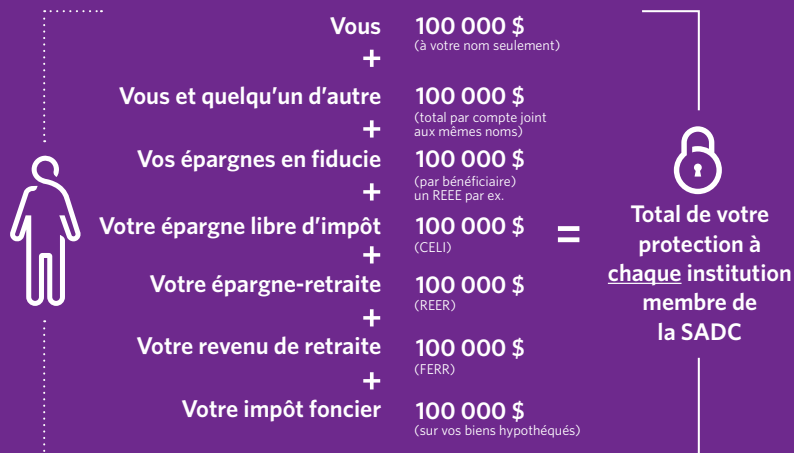 Vous 100 000 $
(à votre nom seulement)
+
Vous et quelqu'un d'autre 100 000 $
(total par compte joint
aux mêmes noms)
+
Vos épargnes en fiducie 100 000 $
(par bénéficiaire)
un REEE par ex.
+
Votre épargne libre d'impôt 100 000 $
(CELI)
+
Votre épargne-retraite 100 000 $
(REER)
+
Votre revenu de retraite 100 000 $
(FERR)
+
Votre impôt foncier 100 000 $
(sur vos biens hypothéqués)
=
Total de votre
protection à
chaque institution
membre de
la SADC